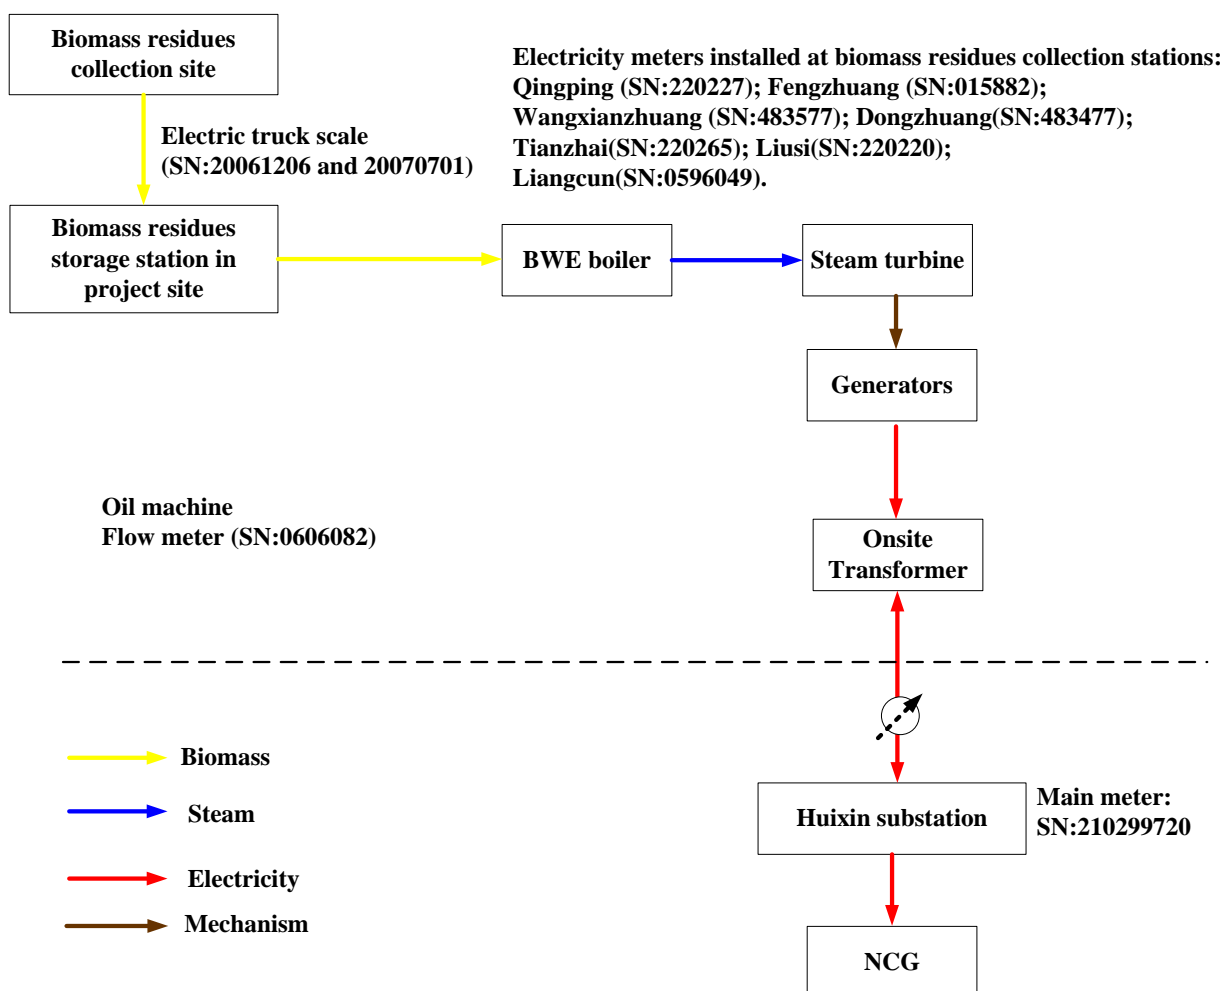 Biomass residues
collection site
Electricity meters installed at biomass residues collection stations:
Qingping (SN:220227); Fengzhuang (SN:015882);
Wangxianzhuang (SN:483577); Dongzhuang(SN:483477);
Tianzhai(SN:220265); Liusi(SN:220220);
Liangcun(SN:0596049).
Electric truck scale
(SN:20061206 and 20070701)
Biomass residues
storage station in
project site
BWE boiler
Steam turbine
Generators
Oil machine
Flow meter (SN:0606082)
Onsite
Transformer
Biomass
Steam
Electricity
Mechanism
Huixin substation
Main meter:
SN:210299720
NCG